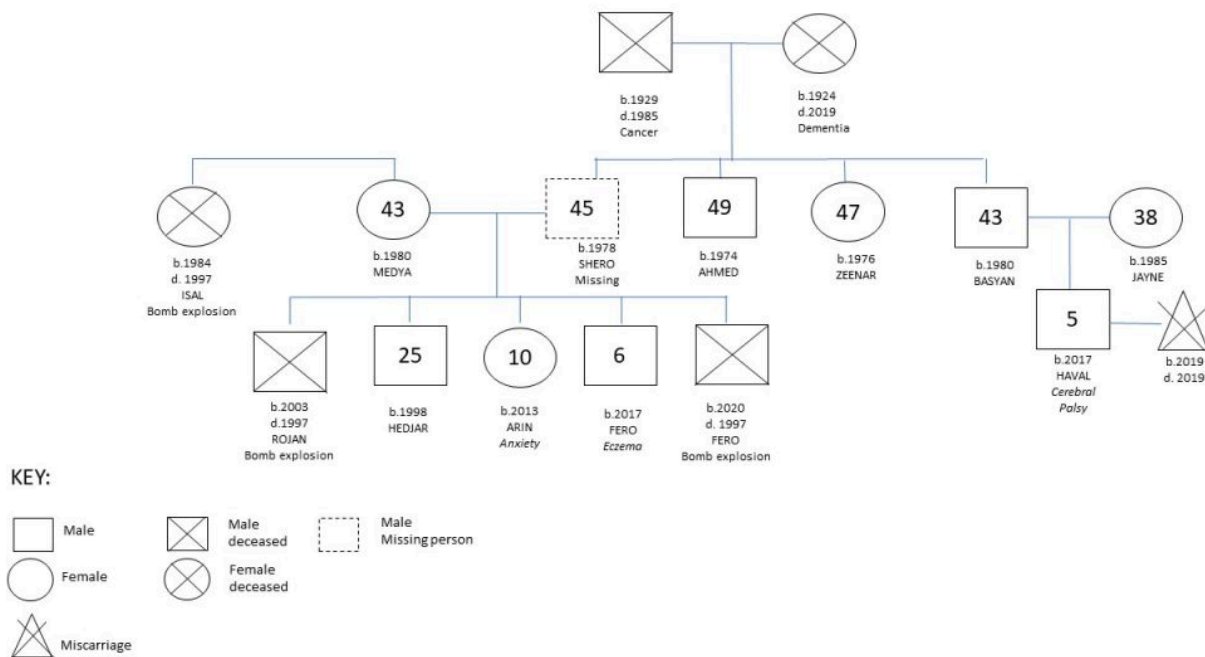 b.1929
d.1985
Cancer
b.1924
d.2019
Dementia
43
45
49
47
43
38
b.1984
d. 1997
ISAL
Bomb explosion
b.1980
MEDYA
b.1978
SHERO
Missing
b.1974
AHMED
b.1976
ZEENAR
b.1980
BASYAN
b.1985
JAYNE
25
10
6
5
b.2003
d.1997
ROJAN
Bomb explosion
b.1998
HEDJAR
b.2013
ARIN
Anxiety
b.2017
FERO
Eczema
b.2020
d. 1997
FERO
Bomb explosion
b.2017
HAVAL
Cerebral
Palsy
b.2019
d. 2019
KEY:
Male
Male
deceased
Male
Missing person
Female
Female
deceased
Miscarriage